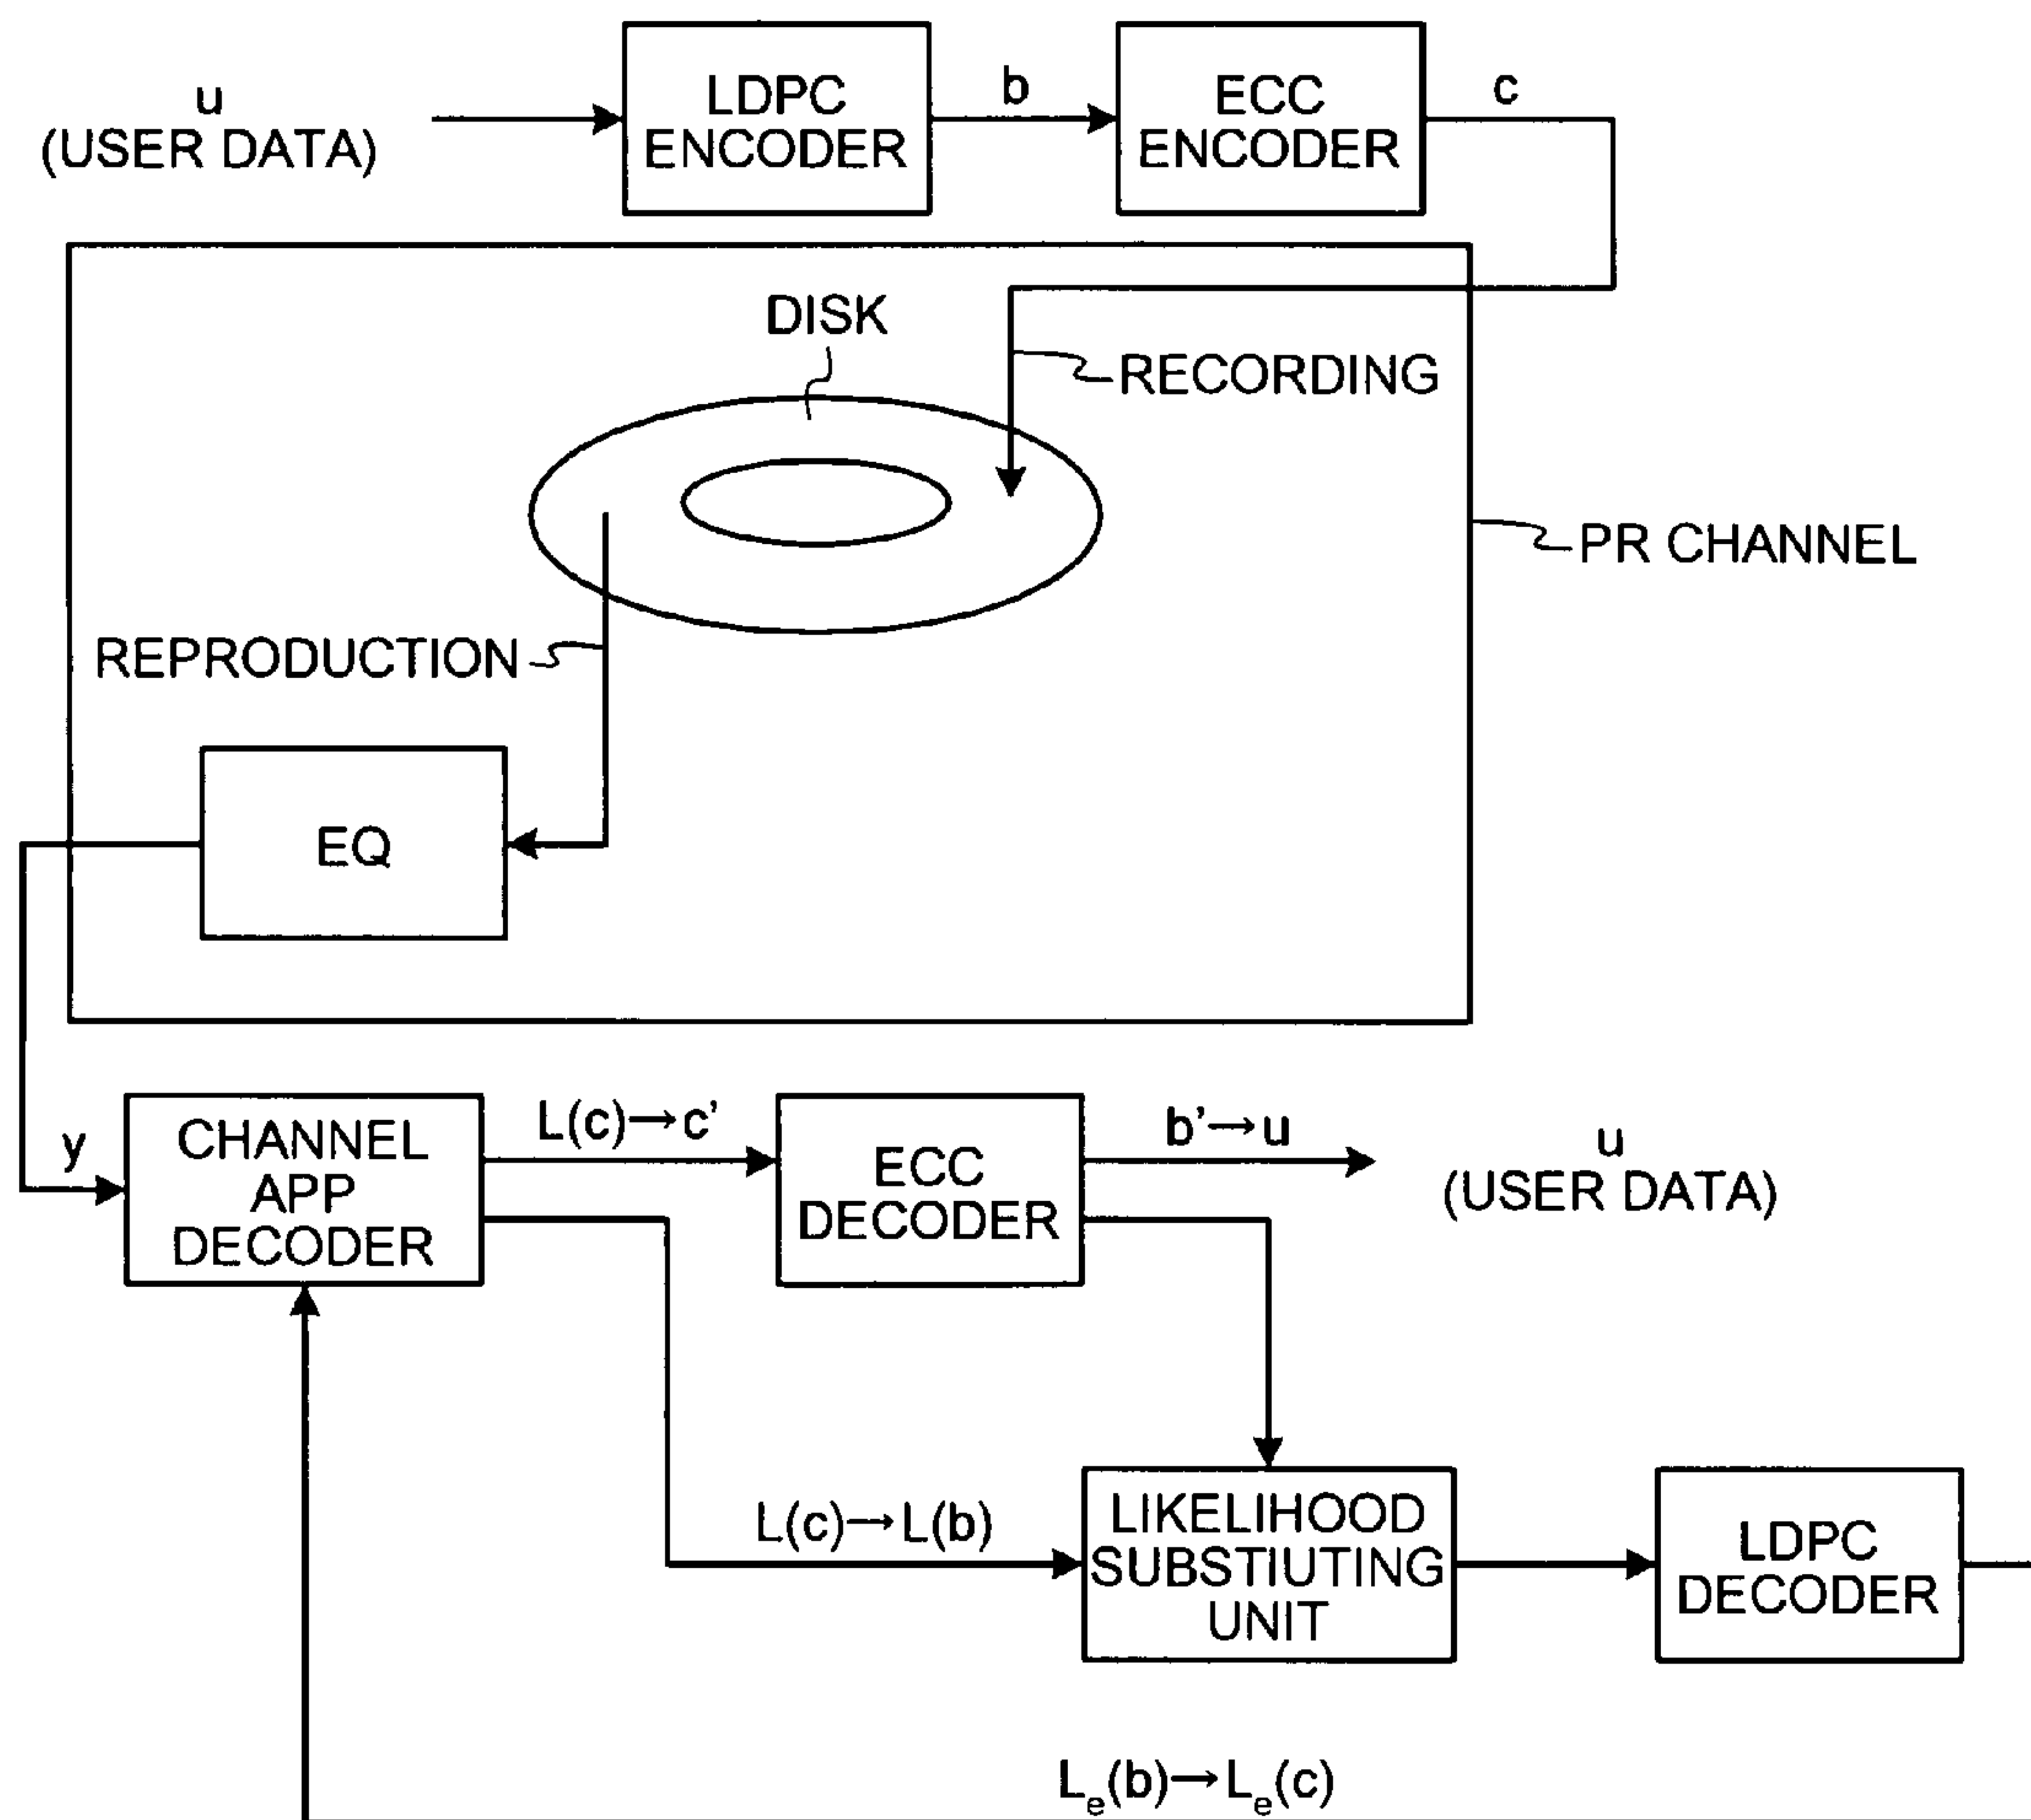 u
(USER DATA)
LDPC
ENCODER
b
ECC
ENCODER
c
DISK
RECORDING
PR CHANNEL
REPRODUCTION
EQ
y
CHANNEL
APP
DECODER
L(c)→c’
ECC
DECODER
b’→u
u
(USER DATA)
L(c)→L(b)
LIKELIHOOD
SUBSTIUTING
UNIT
LDPC
DECODER
Le(b)→Le(c)